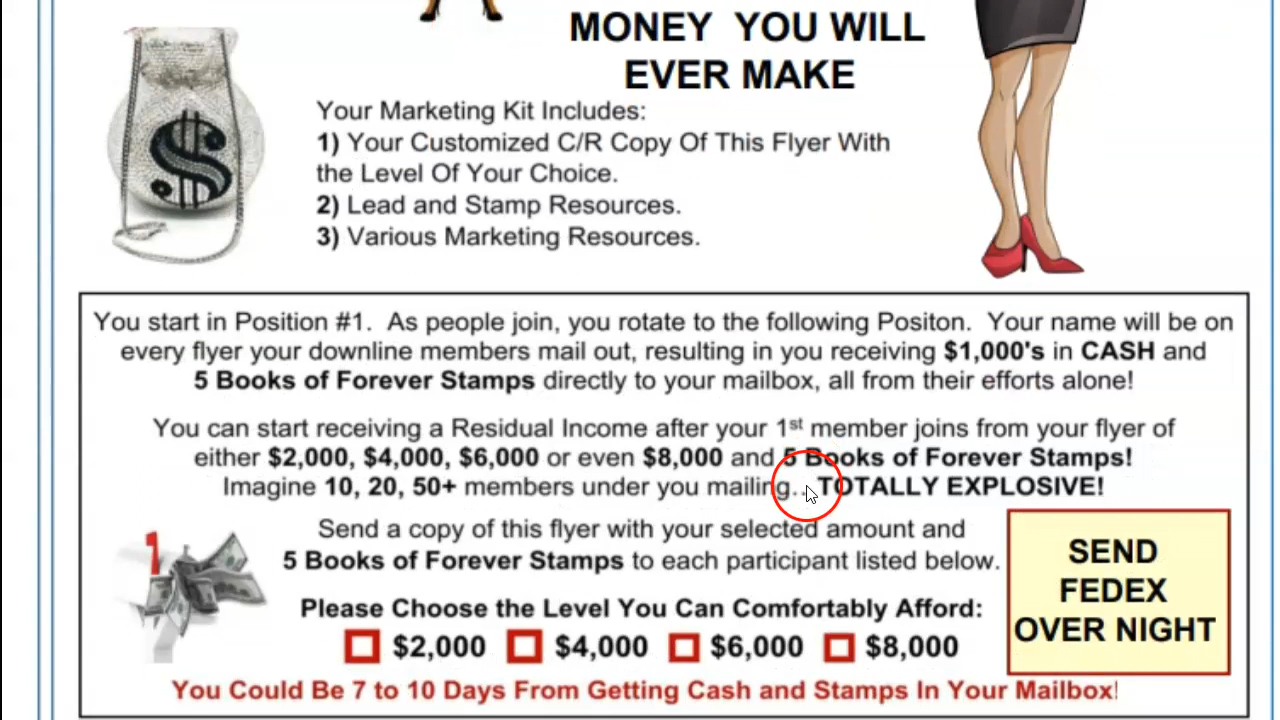 MONEY YOU WILL
EVER MAKE
Your Marketing Kit Includes:
1) Your Customized C/R Copy Of This Flyer With
the Level Of Your Choice.
2) Lead and Stamp Resources.
3) Various Marketing Resources.
You start in Position #1. As people join, you rotate to the following Positon. Your name will be on
every flyer your downline members mail out, resulting in you receiving $1,000's in CASH and
5 Books of Forever Stamps directly to your mailbox, all from their efforts alone!
You can start receiving a Residual Income after your 1st member joins from your flyer of
either $2,000, $4,000, $6,000 or even $8,000 and 5 Books of Forever Stamps!
Imagine 10, 20, 50+ members under you mailing...TOTALLY EXPLOSIVE!
Send a copy of this flyer with your selected amount and
5 Books of Forever Stamps to each participant listed below.
Please Choose the Level You Can Comfortably Afford:
$2,000 $4,000 $6,000 $8,000
SEND
FEDEX
OVER NIGHT
You Could Be 7 to 10 Days From Getting Cash and Stamps In Your Mailbox!